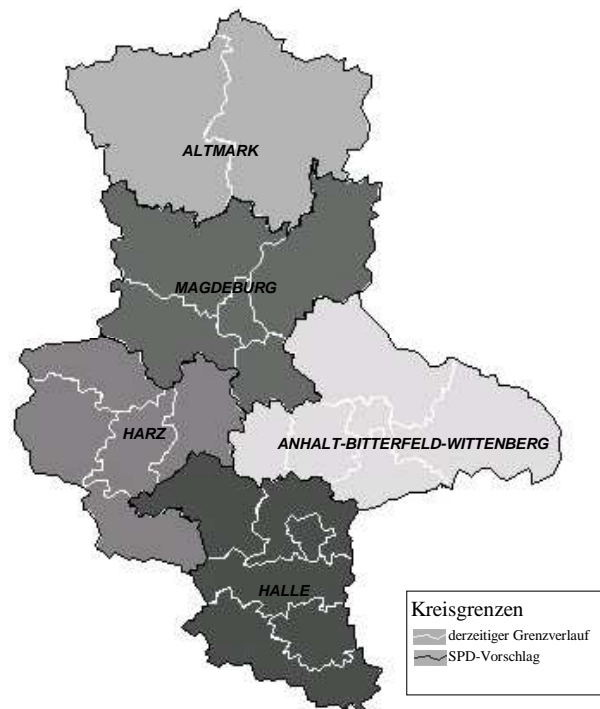 ALTMARK
MAGDEBURG
HARZ
ANHALT-BITTERFELD-WITTENBERG
HALLE
Kreisgrenzen
derzeitiger Grenzverlauf
SPD-Vorschlag